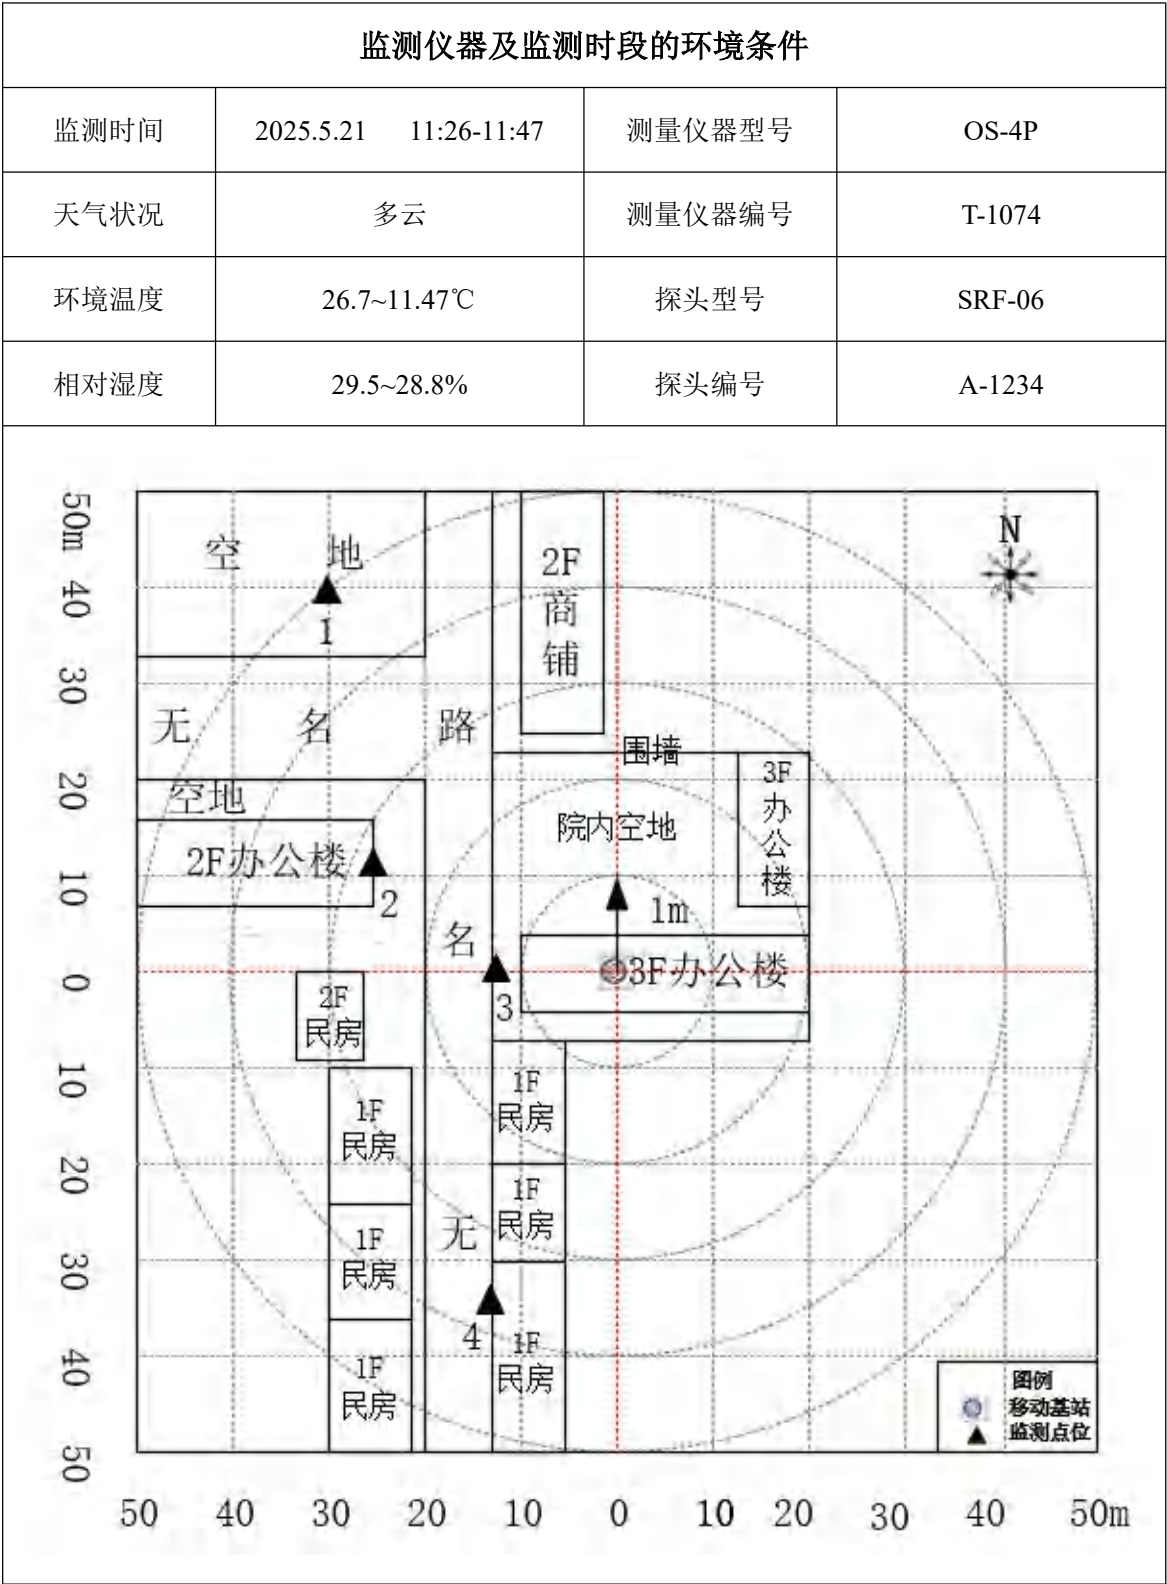 监测仪器及监测时段的环境条件
监测时间 2025.5.21 11:26-11:47 测量仪器型号 OS-4P
天气状况 多云 测量仪器编号 T-1074
环境温度 26.7~11.47℃ 探头型号 SRF-06
相对湿度 29.5~28.8% 探头编号 A-1234
50m
40
30
20
10
0
10
20
30
40
50
空 地
1
2F
商
铺
N
无 名 路
围墙
空地
3F
办
公
楼
院内空地
2F办公楼
2
1m
名
3
3F办公楼
2F
民房
1F
民房
1F
民房
1F
民房
无
1F
民房
1F
民房
4
1F
民房
1F
民房
图例
移动基站
监测点位
50 40 30 20 10 0 10 20 30 40 50m